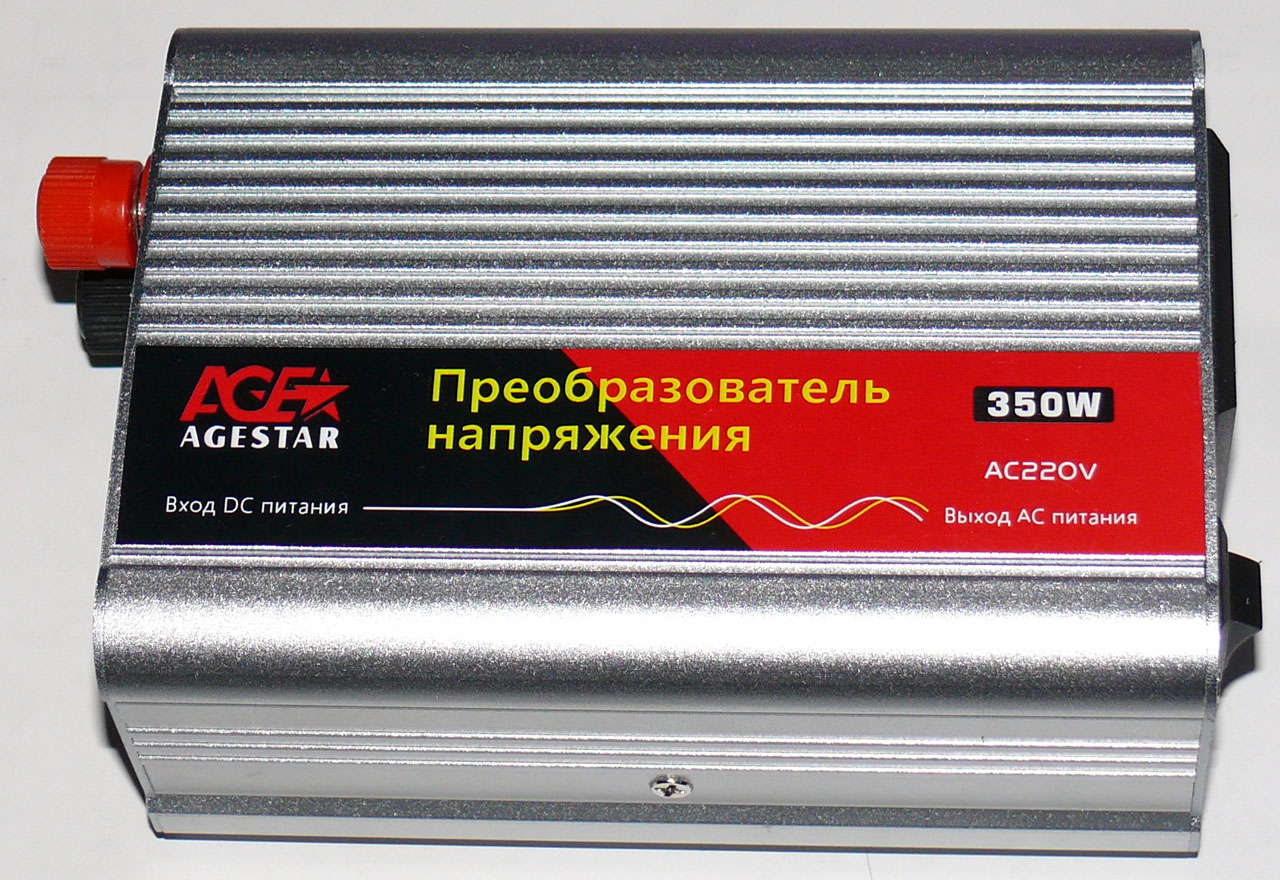 AGE
AGESTAR
Преобразователь
напряжения
350W
AC220V
Вход DC питания
Выход AC питания